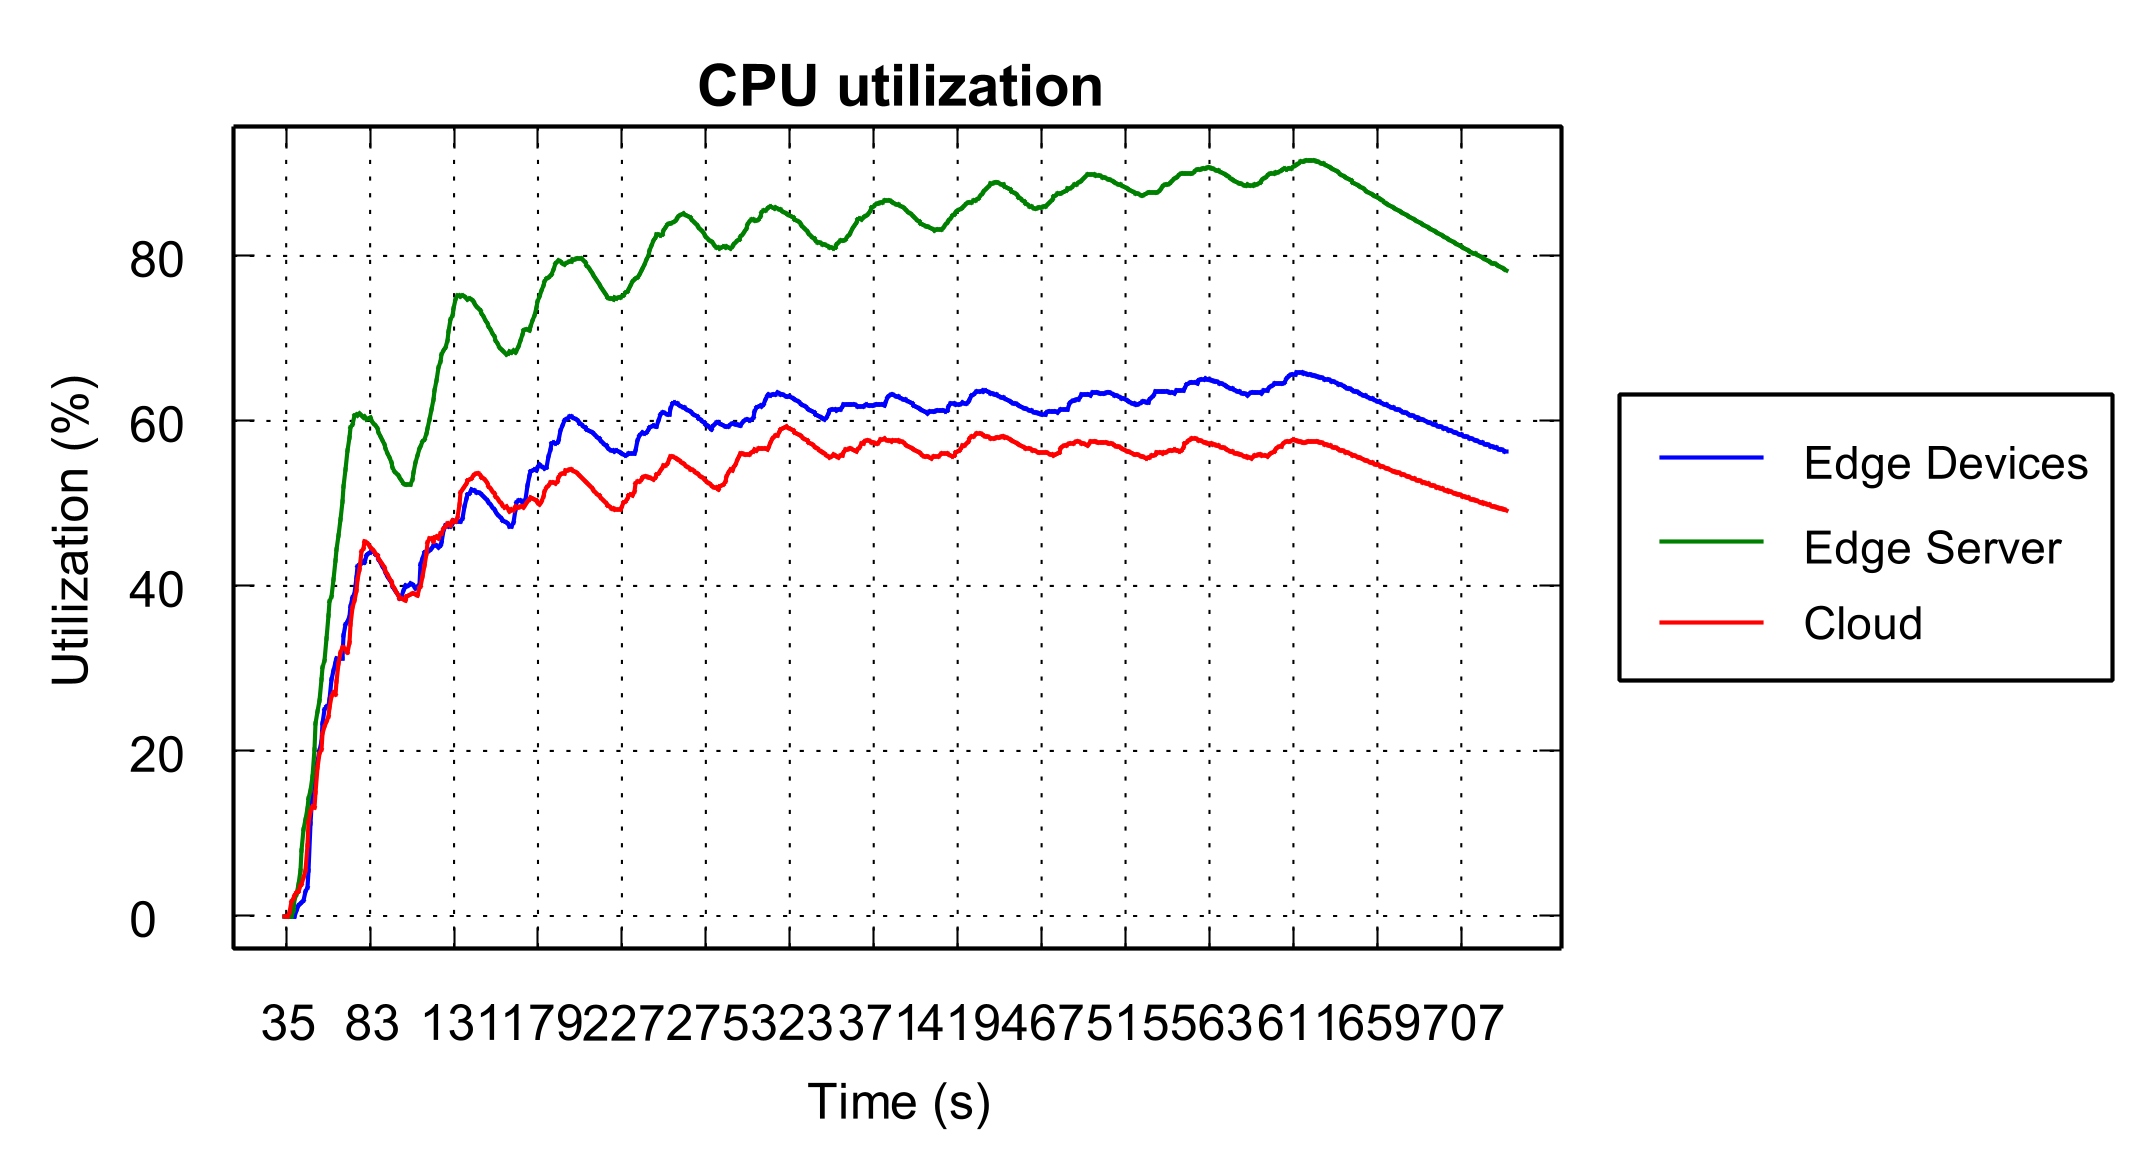 CPU utilization
80
60
40
20
0
Utilization (%)
35 83 131 179 227 275 323 371 419 467 515 563 611 659 707
Time (s)
Edge Devices
Edge Server
Cloud